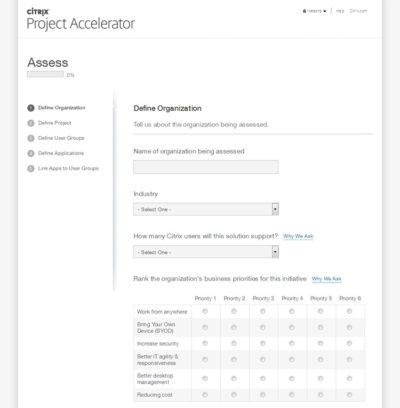 CİTRIX
Project Accelerator
Help
Citrix.com
Assess
0%
1 Define Organization
2 Define Project
3 Define User Groups
4 Define Applications
5 Link Apps to User Groups
Define Organization
Tell us about the organization being assessed.
Name of organization being assessed
Industry
- Select One -
How many Citrix users will this solution support? Why We Ask
- Select One -
Rank the organization's business priorities for this initiative Why We Ask
Priority 1 Priority 2 Priority 3 Priority 4 Priority 5 Priority 6
Work from anywhere
Bring Your Own
Device (BYOD)
Increase security
Better IT agility &
responsiveness
Better desktop
management
Reducing cost